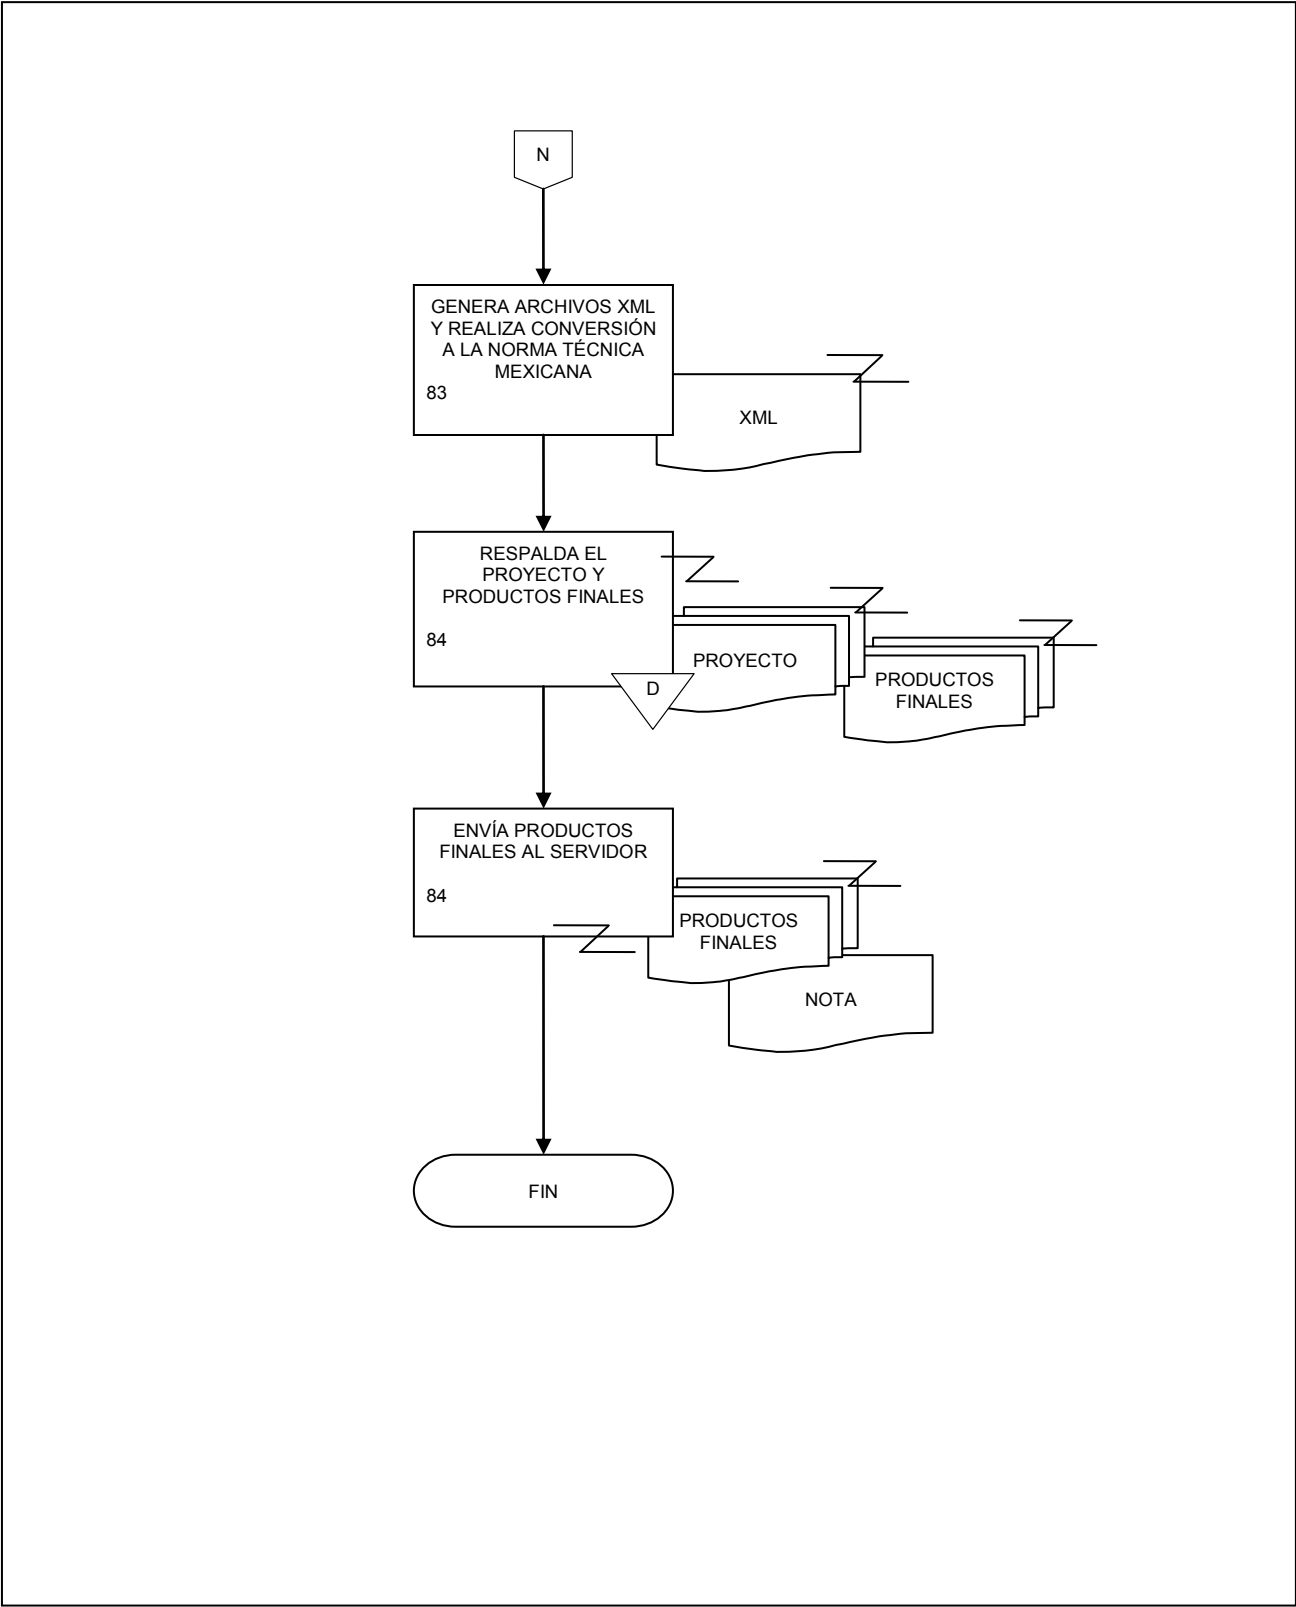 N
GENERA ARCHIVOS XML
Y REALIZA CONVERSIÓN
A LA NORMA TÉCNICA
MEXICANA
83
XML
RESPALDA EL
PROYECTO Y
PRODUCTOS FINALES
84
PROYECTO
D
PRODUCTOS
FINALES
ENVÍA PRODUCTOS
FINALES AL SERVIDOR
84
PRODUCTOS
FINALES
NOTA
FIN